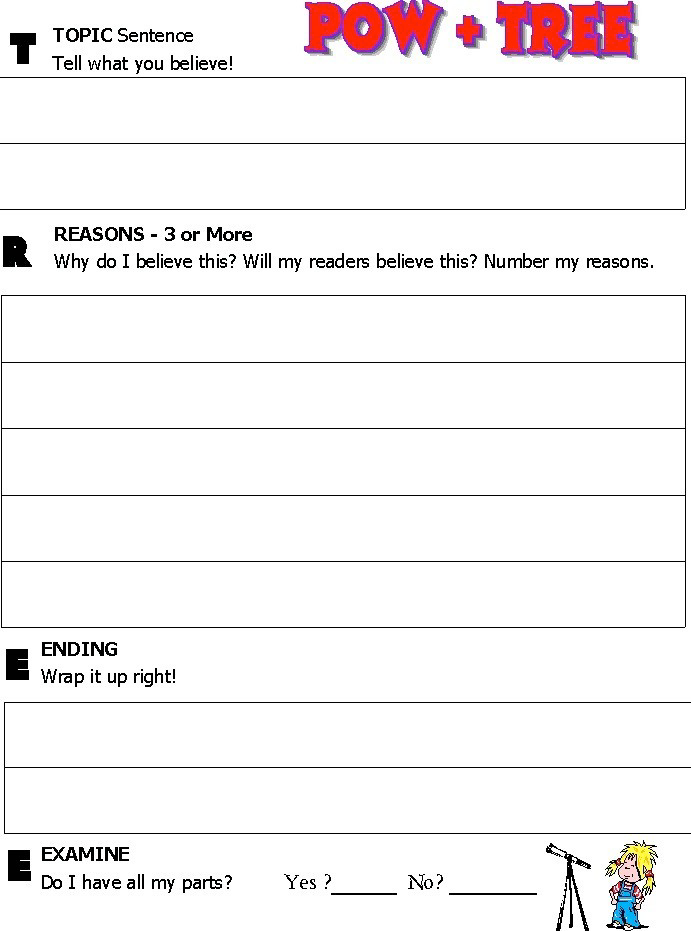 POW + TREE
T
TOPIC Sentence
Tell what you believe!
R
REASONS - 3 or More
Why do I believe this? Will my readers believe this? Number my reasons.
E
ENDING
Wrap it up right!
E
EXAMINE
Do I have all my parts? Yes ?______ No? ________